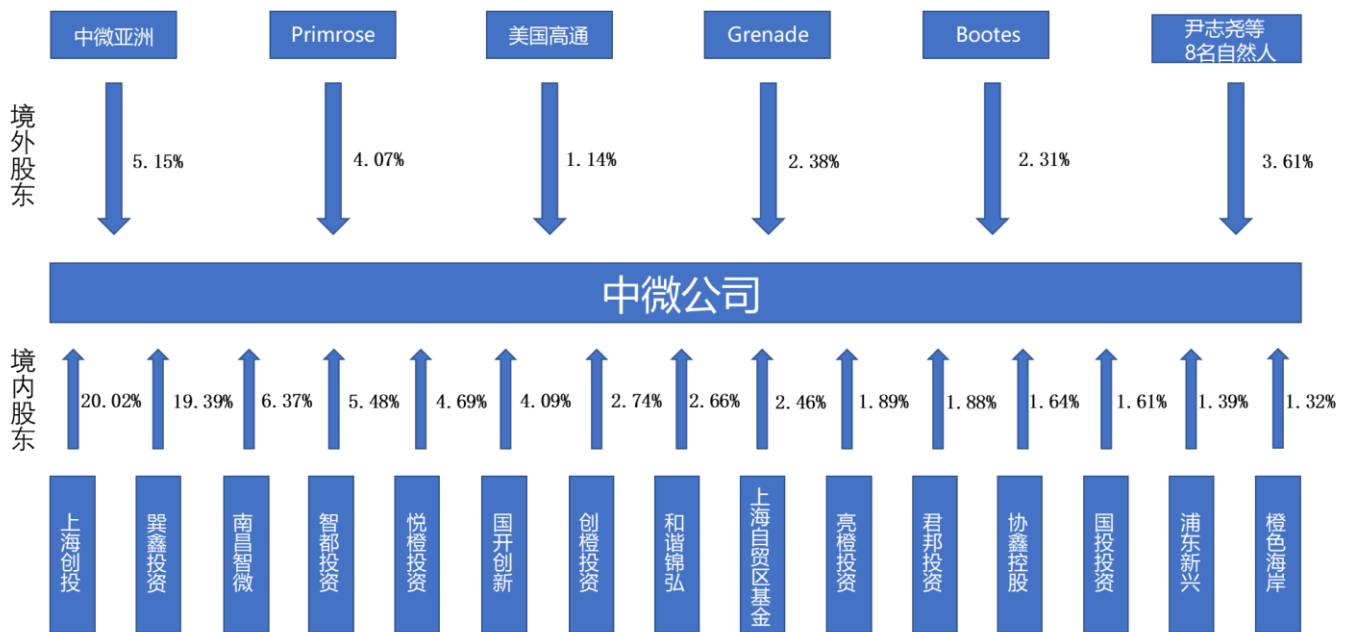 中微亚洲
Primrose
美国高通
Grenade
Bootes
尹志尧等
8名自然人
境外股东
5.15%
4.07%
1.14%
2.38%
2.31%
3.61%
中微公司
境内股东
20.02%
19.39%
6.37%
5.48%
4.69%
4.09%
2.74%
2.66%
2.46%
1.89%
1.88%
1.64%
1.61%
1.39%
1.32%
上海创投
巽鑫投资
南昌智微
智都投资
悦橙投资
国开创新
创橙投资
和谐锦弘
上海自贸区基金
亮橙投资
君邦投资
协鑫控股
国投投资
浦东新兴
橙色海岸